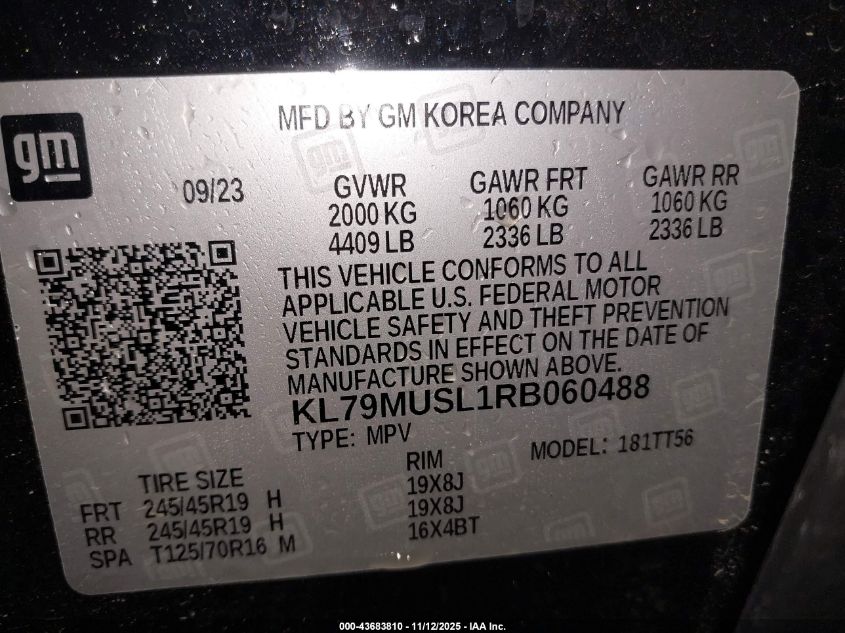 MFD BY GM KOREA COMPANY
gm
09/23
GVWR GAWR FRT GAWR RR
2000 KG 1060 KG 1060 KG
4409 LB 2336 LB 2336 LB
THIS VEHICLE CONFORMS TO ALL
APPLICABLE U.S. FEDERAL MOTOR
VEHICLE SAFETY AND THEFT PREVENTION
STANDARDS IN EFFECT ON THE DATE OF
MANUFACTURE SHOWN ABOVE.
KL79MUSL1RB060488
TYPE: MPV MODEL: 181TT56
TIRE SIZE RIM
FRT 245/45R19 H 19X8J
RR 245/45R19 H 19X8J
SPA T125/70R16 M 16X4BT
000-43683810 - 11/12/2025 - IAA Inc.